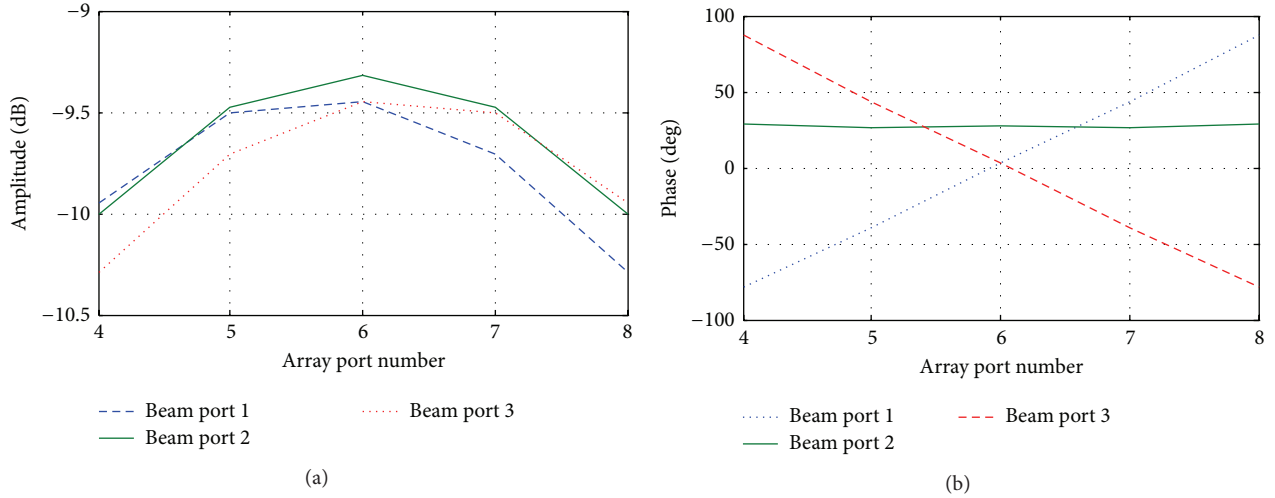 −9
−9.5
−10
−10.5
Amplitude (dB)
4 5 6 7 8
Array port number
Beam port 1
Beam port 2
Beam port 3
(a)
100
50
0
−50
−100
Phase (deg)
4 5 6 7 8
Array port number
Beam port 1
Beam port 2
Beam port 3
(b)